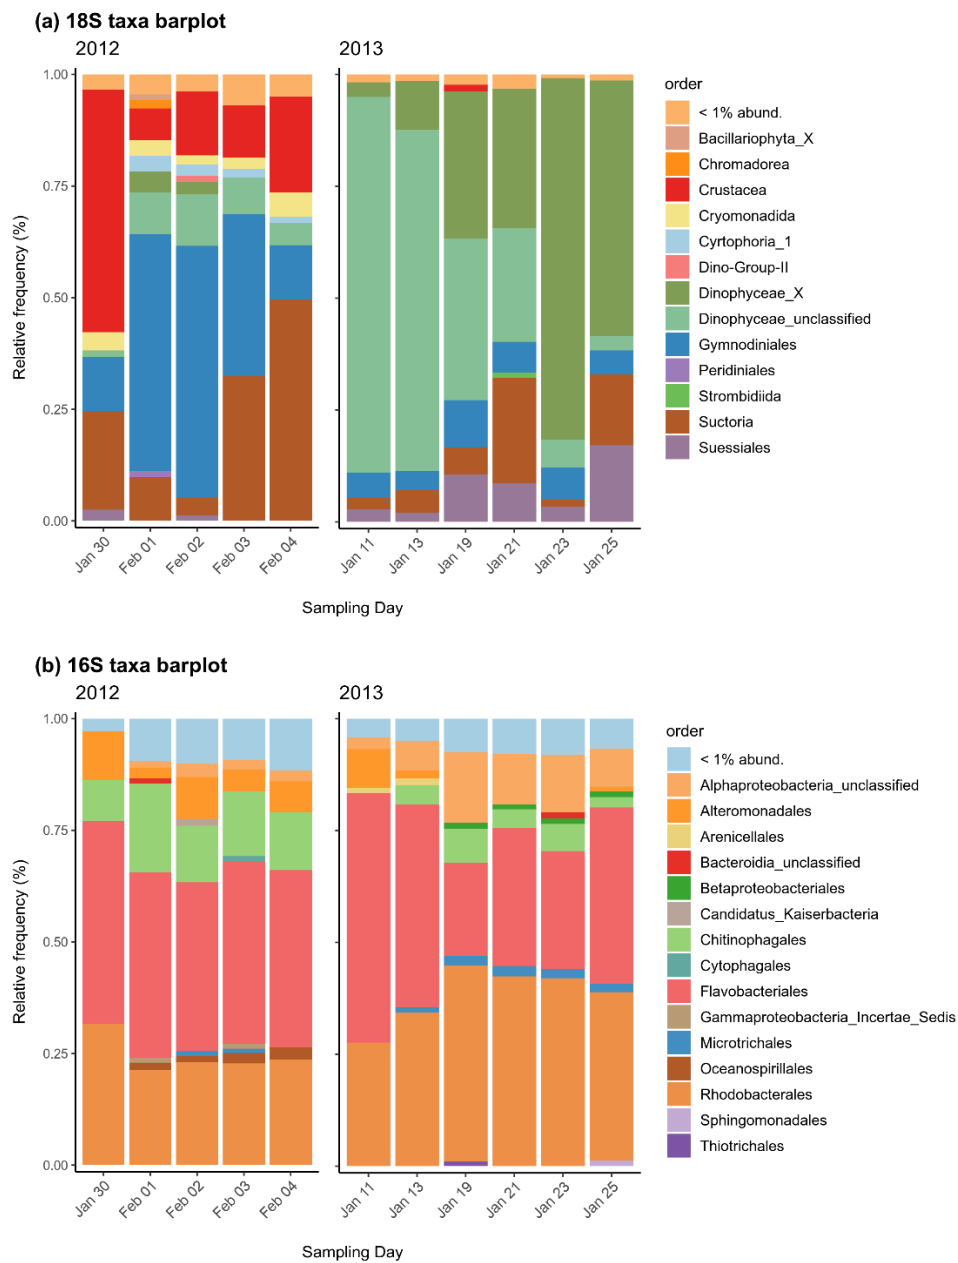 (a) 18S taxa barplot
2012
2013
Relative frequency (%)
1.00
0.75
0.50
0.25
0.00
Jan 30
Feb 01
Feb 02
Feb 03
Feb 04
Jan 11
Jan 13
Jan 19
Jan 21
Jan 23
Jan 25
Sampling Day
order
< 1% abund.
Bacillariophyta_X
Chromadorea
Crustacea
Cryomonadida
Cyrtophoria_1
Dino-Group-II
Dinophyceae_X
Dinophyceae_unclassified
Gymnodiniales
Peridiniales
Strombidiida
Suctoria
Suessiales
(b) 16S taxa barplot
2012
2013
Relative frequency (%)
1.00
0.75
0.50
0.25
0.00
Jan 30
Feb 01
Feb 02
Feb 03
Feb 04
Jan 11
Jan 13
Jan 19
Jan 21
Jan 23
Jan 25
Sampling Day
order
< 1% abund.
Alphaproteobacteria_unclassified
Alteromonadales
Arenicellales
Bacteroidia_unclassified
Betaproteobacteriales
Candidatus_Kaiserbacteria
Chitinophagales
Cytophagales
Flavobacteriales
Gammaproteobacteria_Incertae_Sedis
Microtrichales
Oceanospirillales
Rhodobacterales
Sphingomonadales
Thiotrichales